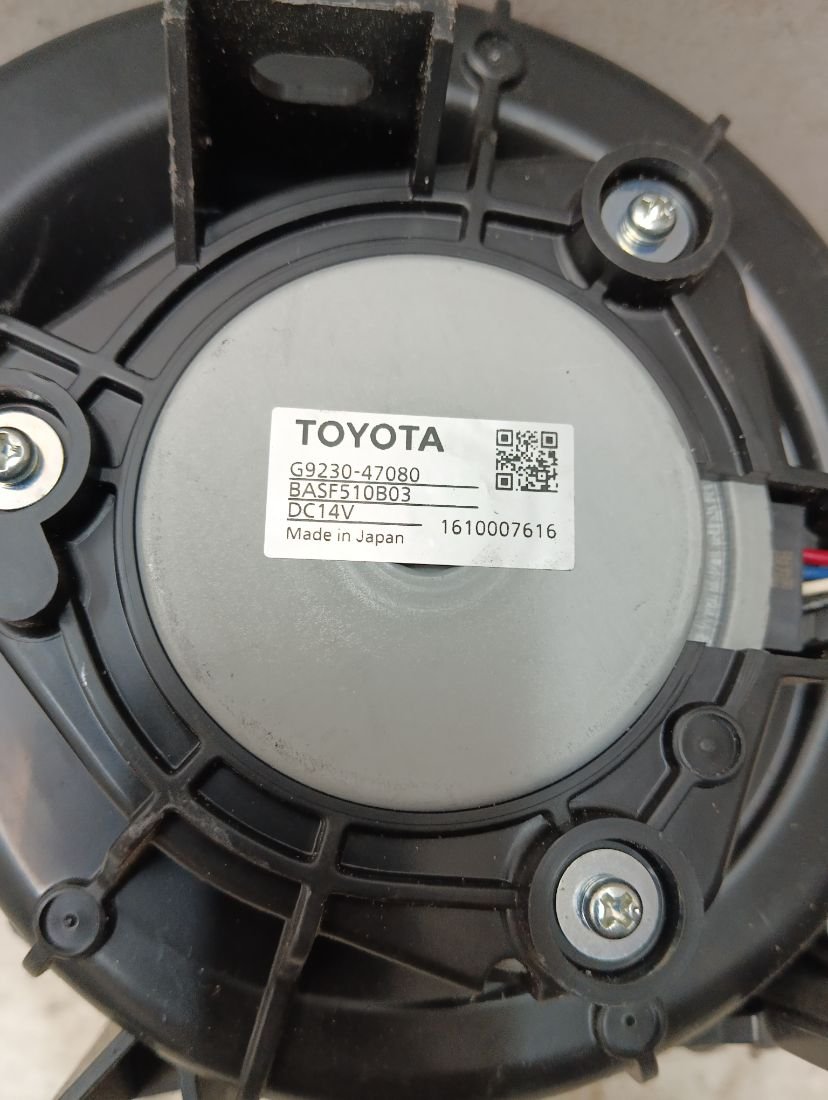 TOYOTA
G9230-47080
BASF510B03
DC14V
Made in Japan 1610007616